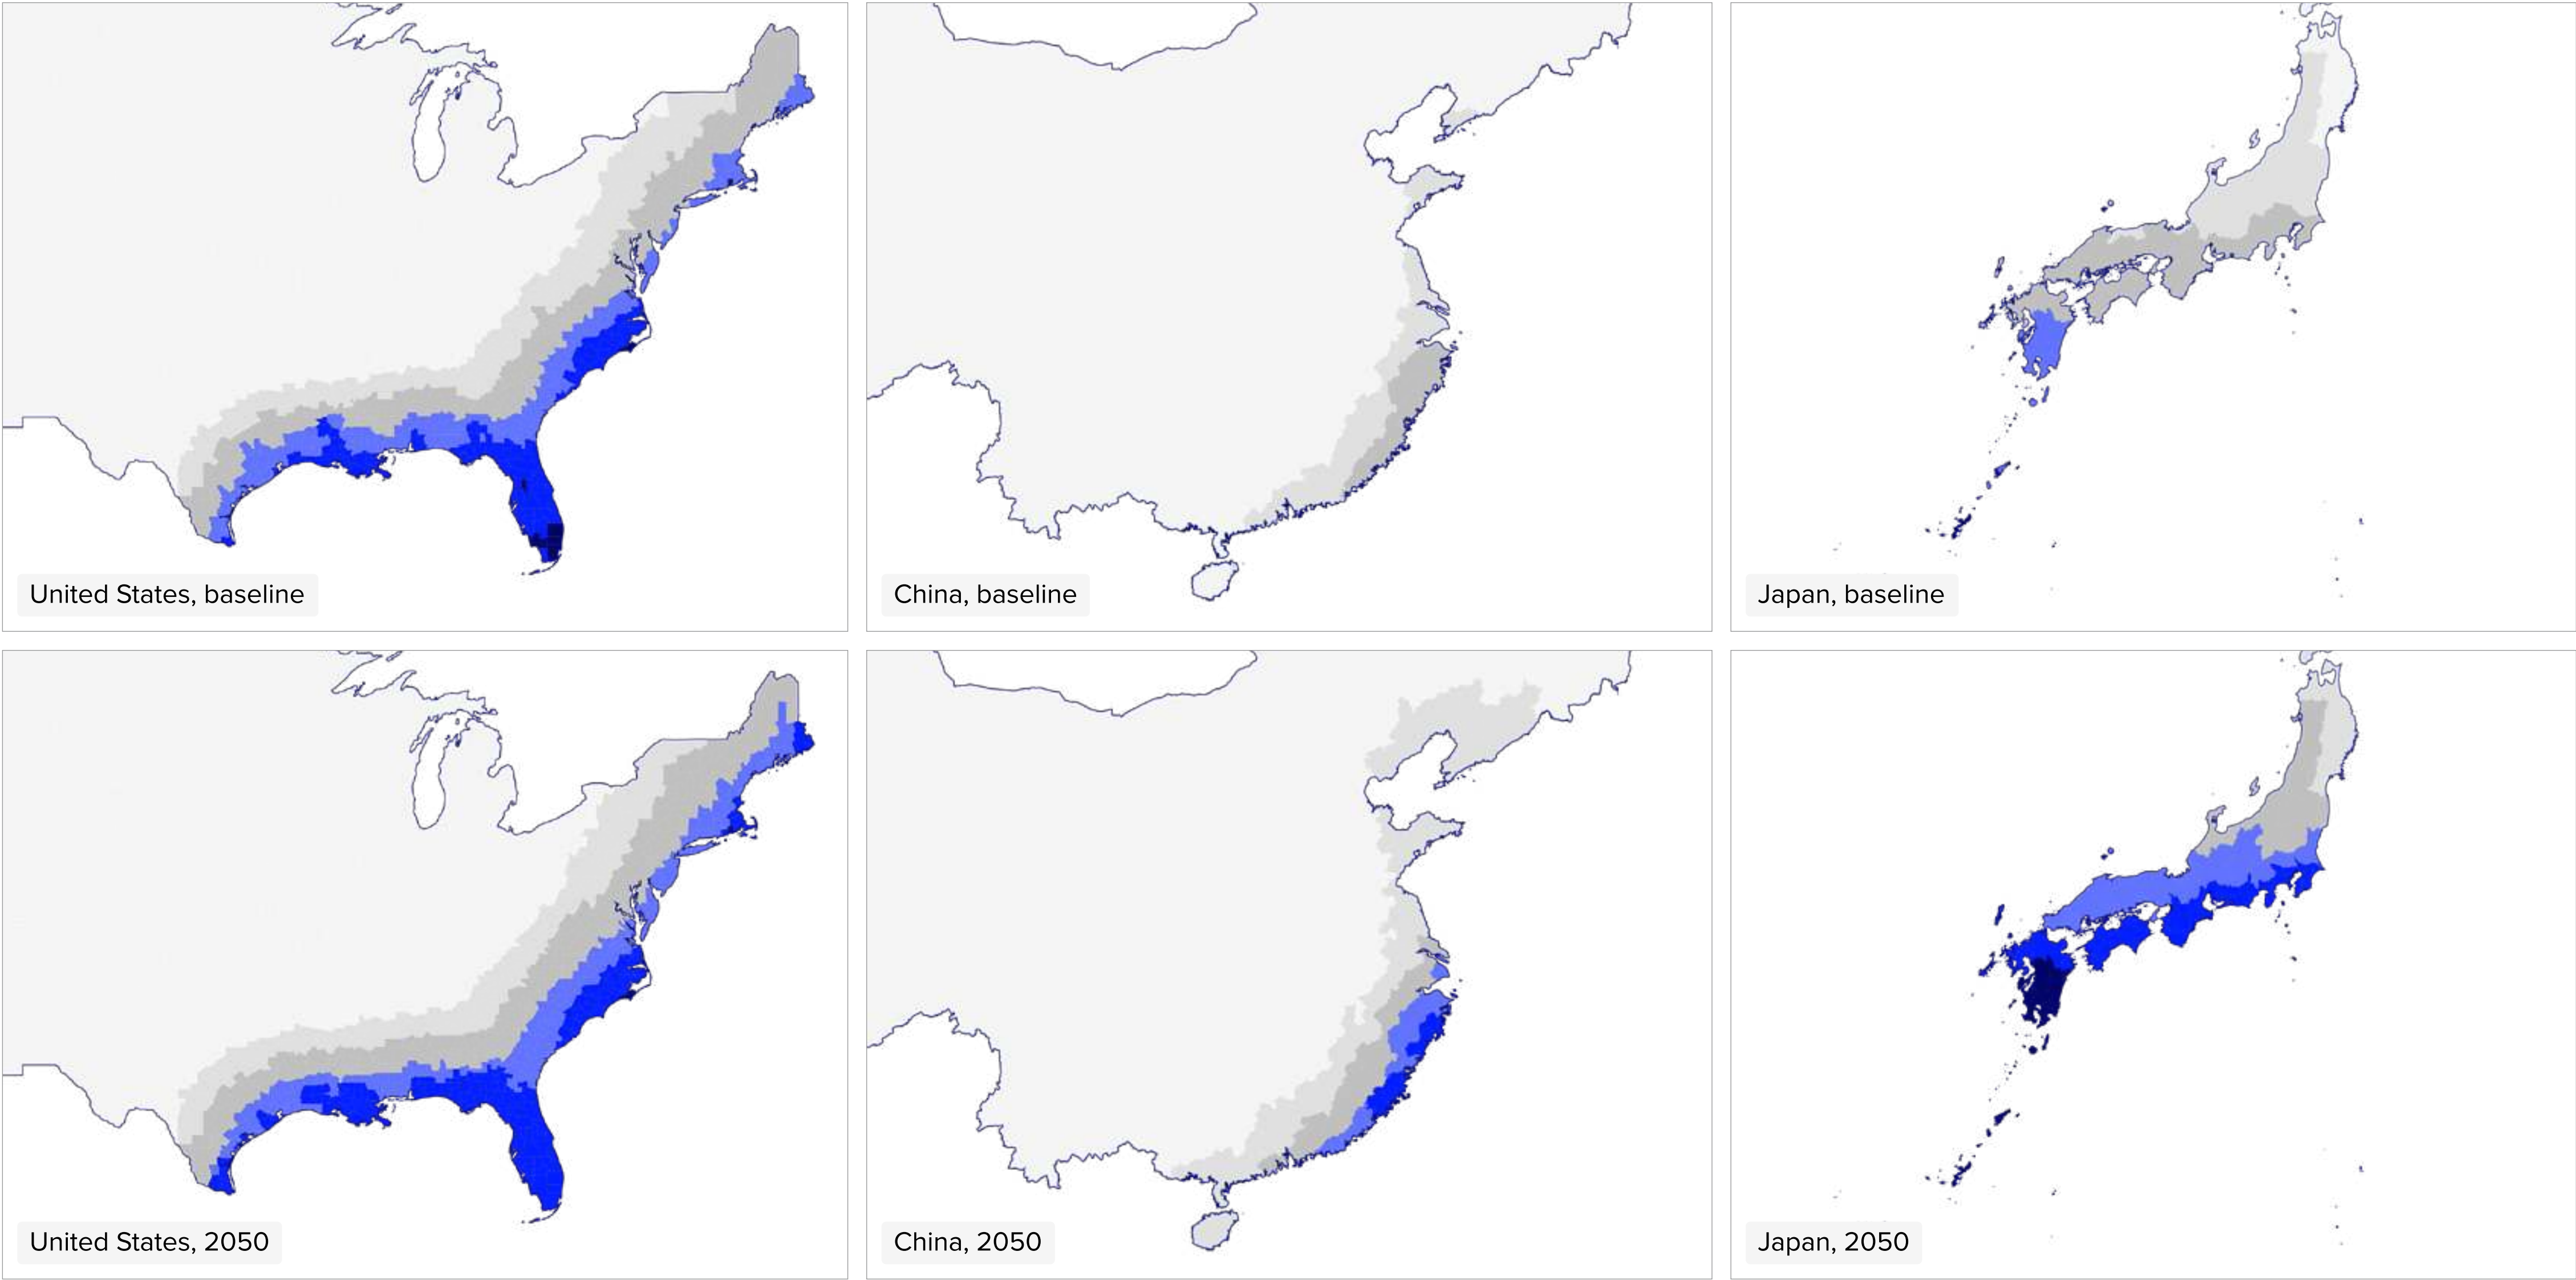 United States, baseline
China, baseline
Japan, baseline
United States, 2050
China, 2050
Japan, 2050